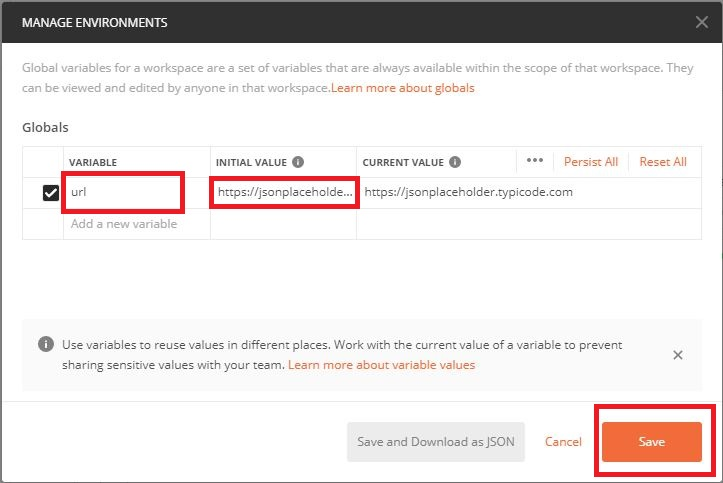 MANAGE ENVIRONMENTS
Global variables for a workspace are a set of variables that are always available within the scope of that workspace. They
can be viewed and edited by anyone in that workspace.Learn more about globals
Globals
VARIABLE INITIAL VALUE CURRENT VALUE ••• Persist All Reset All
url https://jsonplaceholde... https://jsonplaceholder.typicode.com
Add a new variable
Use variables to reuse values in different places. Work with the current value of a variable to prevent
sharing sensitive values with your team. Learn more about variable values
Save and Download as JSON Cancel Save